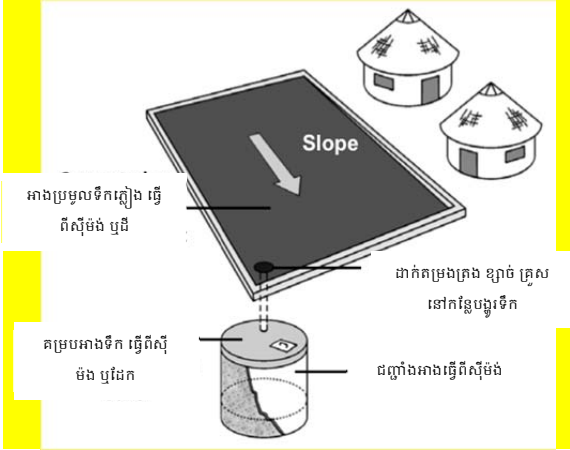 Slope
អាងប្រមូលទឹកភ្លៀង ធ្វើ
ពីស៊ីម៉ង់ ឬដី
ដាក់តម្រងត្រង ខ្សាច់ គ្រួស
នៅកន្លែបង្ហូរទឹក
គម្របអាងទឹក ធ្វើពីស៊ី
ម៉ង ឬដែក
ជញ្ជាំងអាងធ្វើពីស៊ីម៉ង់